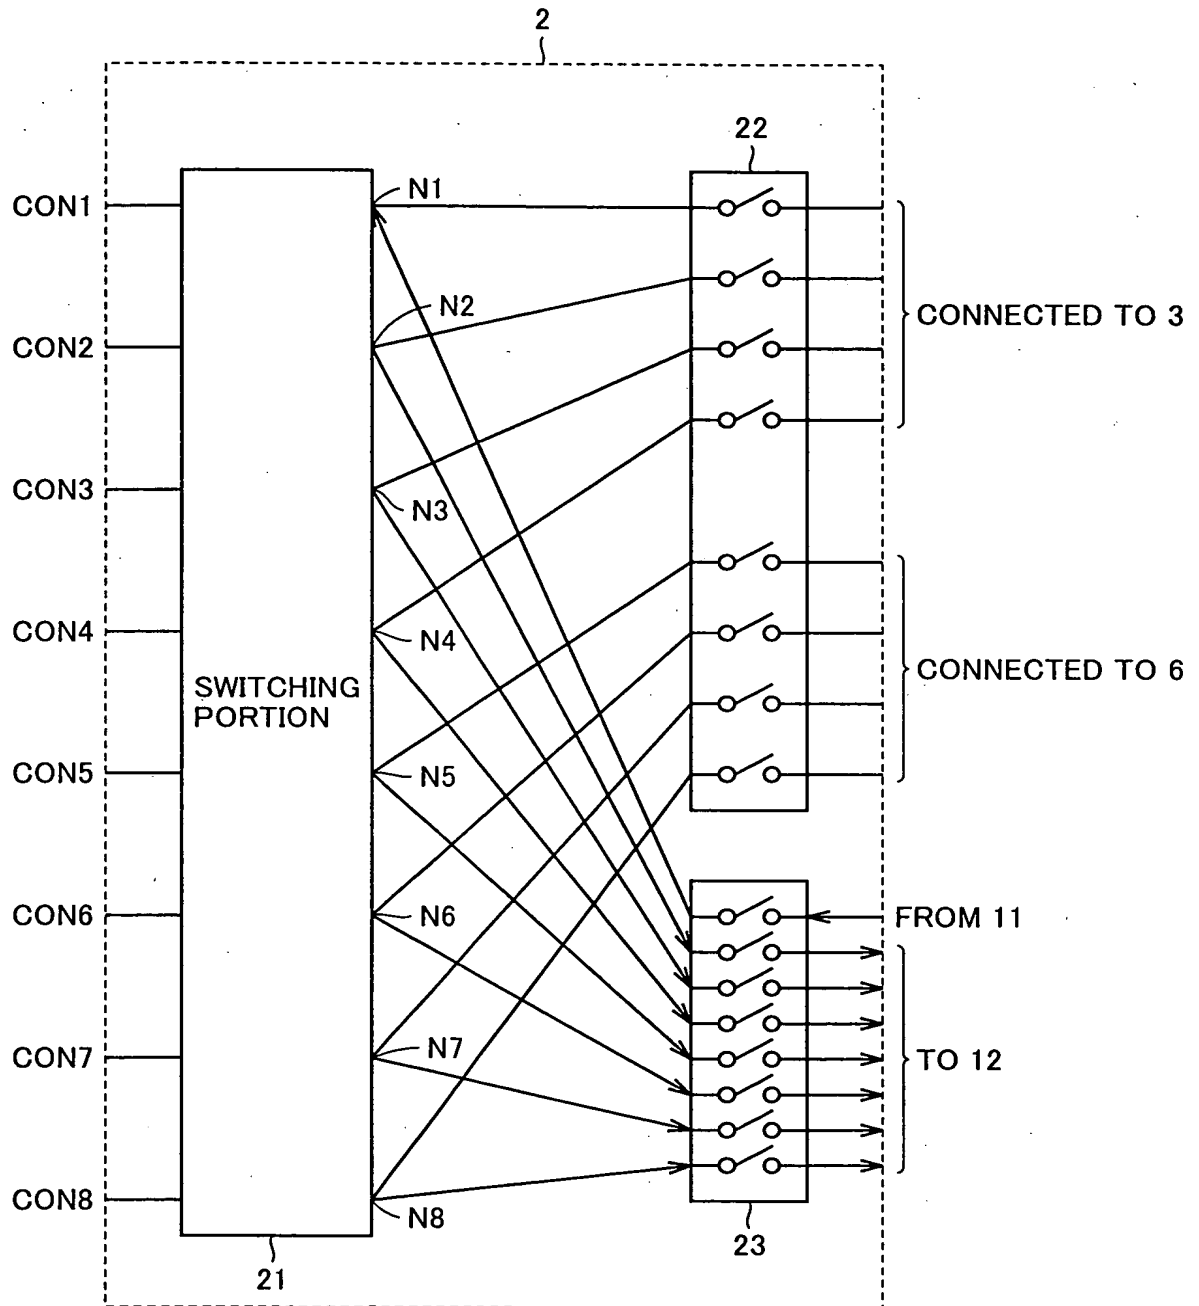 2
22
CON1
N1
N2
CONNECTED TO 3
CON2
CON3
N3
CON4
N4
CONNECTED TO 6
SWITCHING
PORTION
CON5
N5
CON6
N6
FROM 11
CON7
N7
TO 12
CON8
N8
21
23